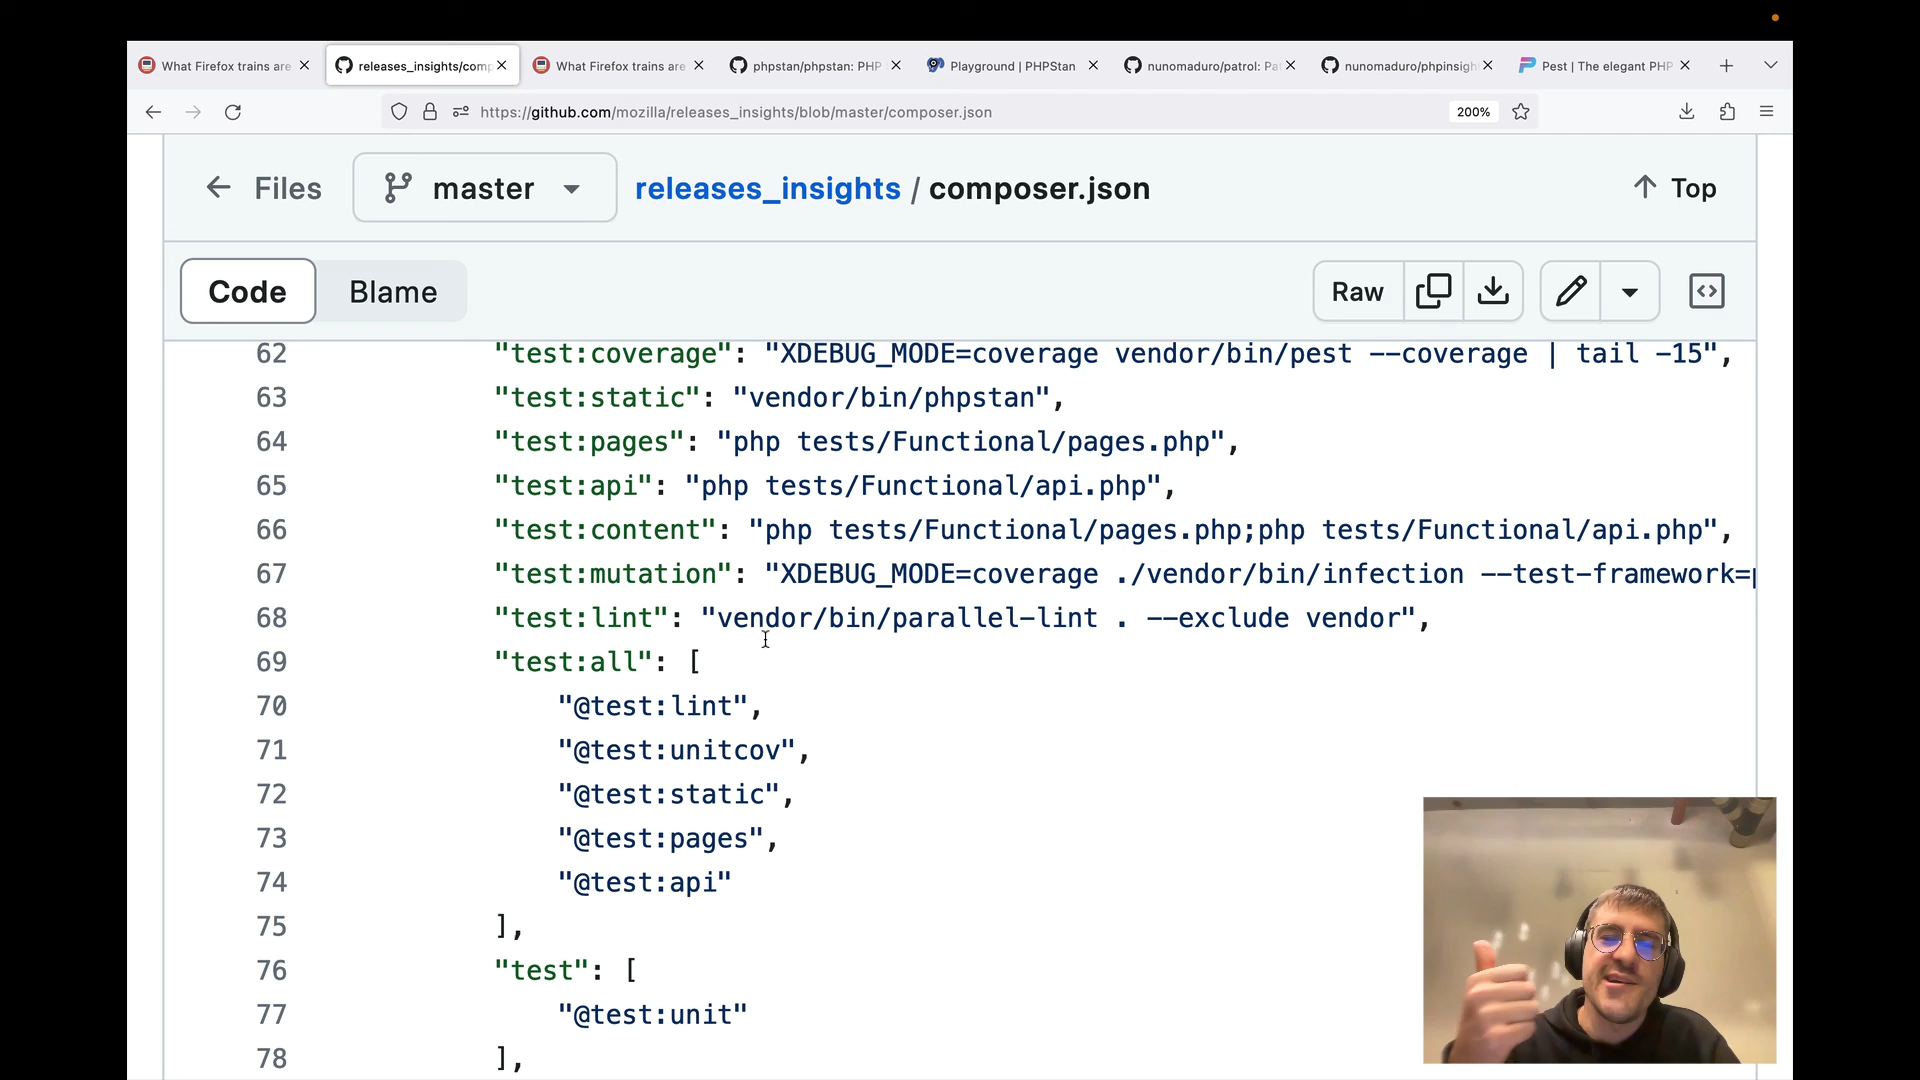 What Firefox trains are
releases_insights/comp
What Firefox trains are
phpstan/phpstan: PHP
Playground | PHPStan
nunomaduro/patrol: Pa
nunomaduro/phpinsigh
Pest | The elegant PHP
https://github.com/mozilla/releases_insights/blob/master/composer.json
200%
Files
master
releases_insights / composer.json
Top
Code
Blame
Raw
62 "test:coverage": "XDEBUG_MODE=coverage vendor/bin/pest --coverage | tail -15",
63 "test:static": "vendor/bin/phpstan",
64 "test:pages": "php tests/Functional/pages.php",
65 "test:api": "php tests/Functional/api.php",
66 "test:content": "php tests/Functional/pages.php;php tests/Functional/api.php",
67 "test:mutation": "XDEBUG_MODE=coverage ./vendor/bin/infection --test-framework=p
68 "test:lint": "vendor/bin/parallel-lint . --exclude vendor",
69 "test:all": [
70 "@test:lint",
71 "@test:unitcov",
72 "@test:static",
73 "@test:pages",
74 "@test:api"
75 ],
76 "test": [
77 "@test:unit"
78 ],